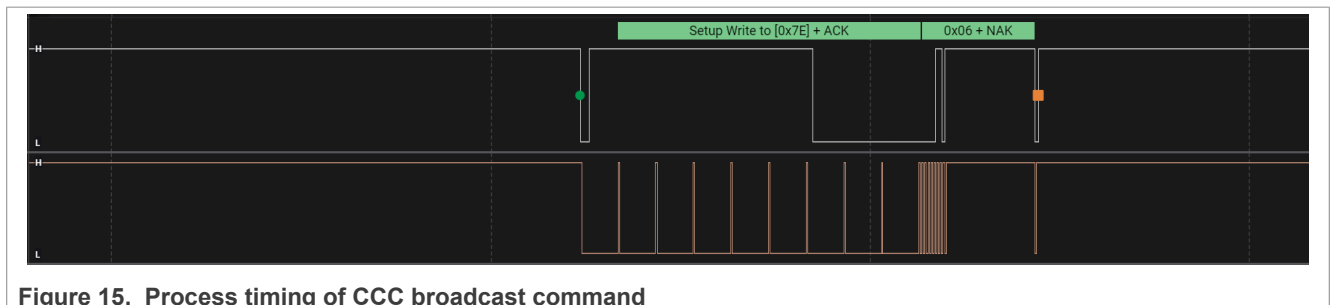 Setup Write to [0x7E] + ACK
0x06 + NAK
H
L
H
L
Figure 15. Process timing of CCC broadcast command